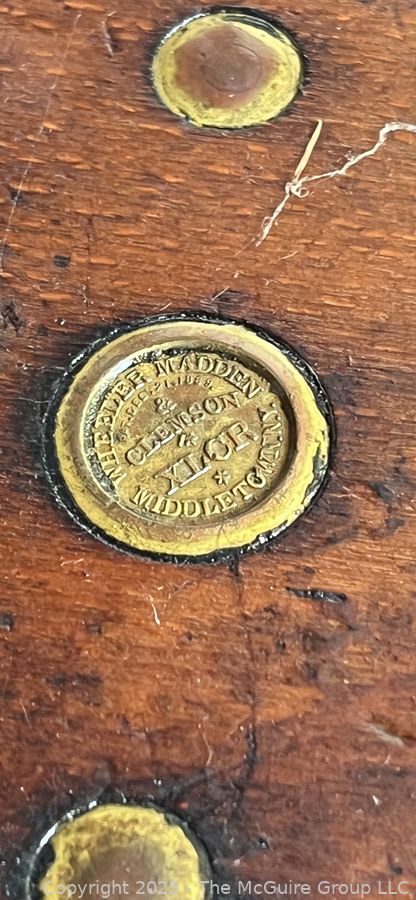 WHEELER MADDEN
&
CLEMSON
XLCR
MIDDLETOWN N.Y.
Copyright 2025 The McGuire Group LLC